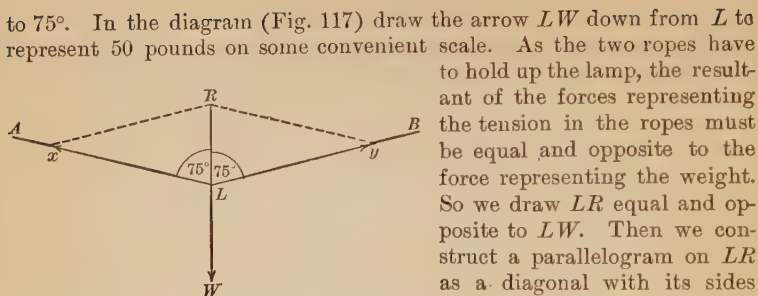 to 75°. In the diagram (Fig. 117) draw the arrow LW down from L to
represent 50 pounds on some convenient scale. As the two ropes have
to hold up the lamp, the result-
ant of the forces representing
the tension in the ropes must
be equal and opposite to the
force representing the weight.
So we draw LR equal and op-
posite to LW. Then we con-
struct a parallelogram on LR
as a diagonal with its sides
R
A
B
x
y
75° 75°
L
W